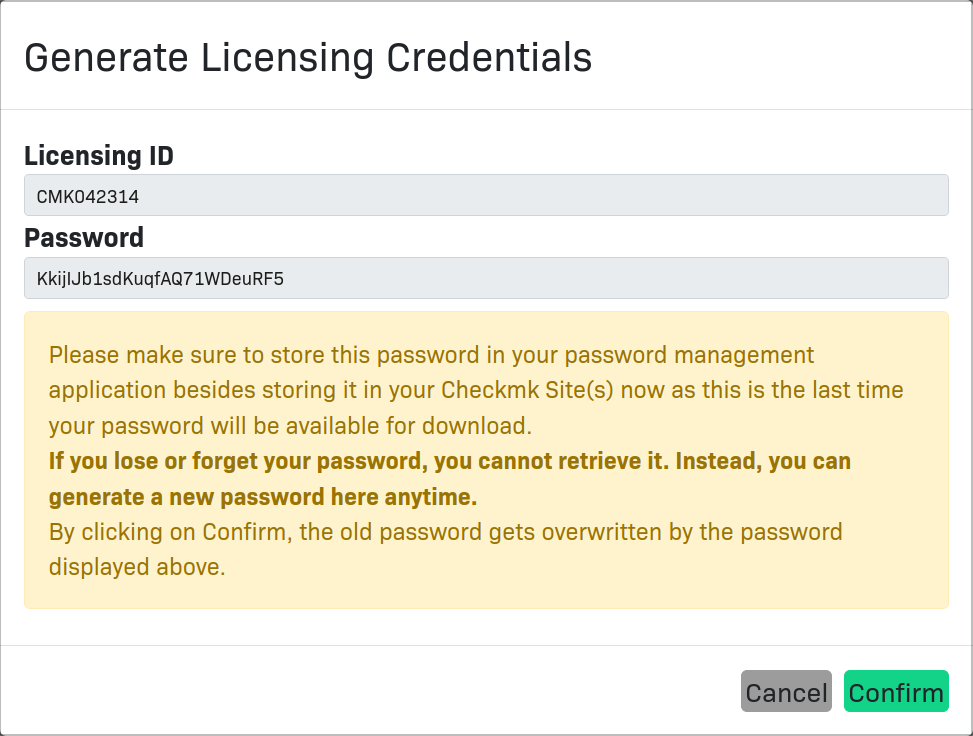 Generate Licensing Credentials
Licensing ID
CMK042314
Password
KkijIJb1sdKuqfAQ71WDeuRF5
Please make sure to store this password in your password management
application besides storing it in your Checkmk Site(s) now as this is the last time
your password will be available for download.
If you lose or forget your password, you cannot retrieve it. Instead, you can
generate a new password here anytime.
By clicking on Confirm, the old password gets overwritten by the password
displayed above.
Cancel Confirm